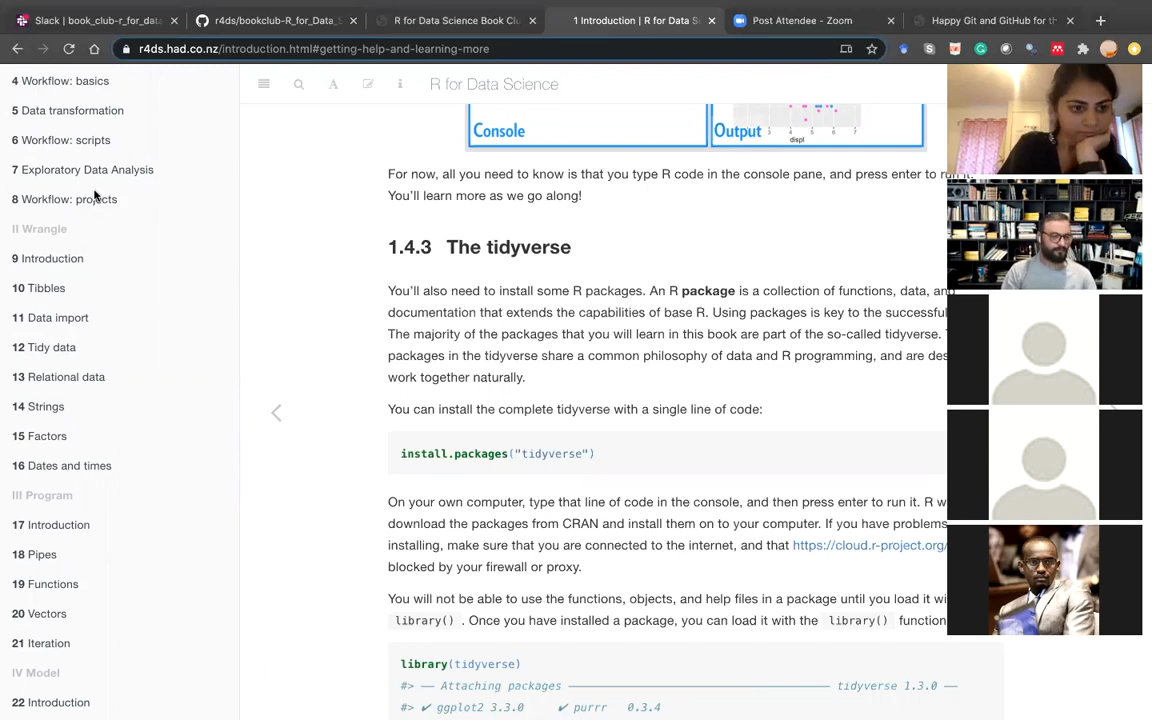 Slack | book_club-r_for_dat
r4ds/bookclub-R_for_Data_S
R for Data Science Book Clu
1 Introduction | R for Data S
Post Attendee - Zoom
Happy Git and GitHub for th
r4ds.had.co.nz/introduction.html#getting-help-and-learning-more
4 Workflow: basics
5 Data transformation
6 Workflow: scripts
7 Exploratory Data Analysis
8 Workflow: projects
II Wrangle
9 Introduction
10 Tibbles
11 Data import
12 Tidy data
13 Relational data
14 Strings
15 Factors
16 Dates and times
III Program
17 Introduction
18 Pipes
19 Functions
20 Vectors
21 Iteration
IV Model
22 Introduction
R for Data Science
Console
Output
3 4 5 6 7
displ
For now, all you need to know is that you type R code in the console pane, and press enter to run it.
You'll learn more as we go along!
1.4.3 The tidyverse
You'll also need to install some R packages. An R package is a collection of functions, data, and
documentation that extends the capabilities of base R. Using packages is key to the successful
The majority of the packages that you will learn in this book are part of the so-called tidyverse.
packages in the tidyverse share a common philosophy of data and R programming, and are des
work together naturally.
You can install the complete tidyverse with a single line of code:
install.packages("tidyverse")
On your own computer, type that line of code in the console, and then press enter to run it. R w
download the packages from CRAN and install them on to your computer. If you have problems
installing, make sure that you are connected to the internet, and that https://cloud.r-project.org/
blocked by your firewall or proxy.
You will not be able to use the functions, objects, and help files in a package until you load it wi
library() . Once you have installed a package, you can load it with the library() function
library(tidyverse)
#> ── Attaching packages ─────────────────── tidyverse 1.3.0 ──
#> ✔ ggplot2 3.3.0 ✔ purrr 0.3.4